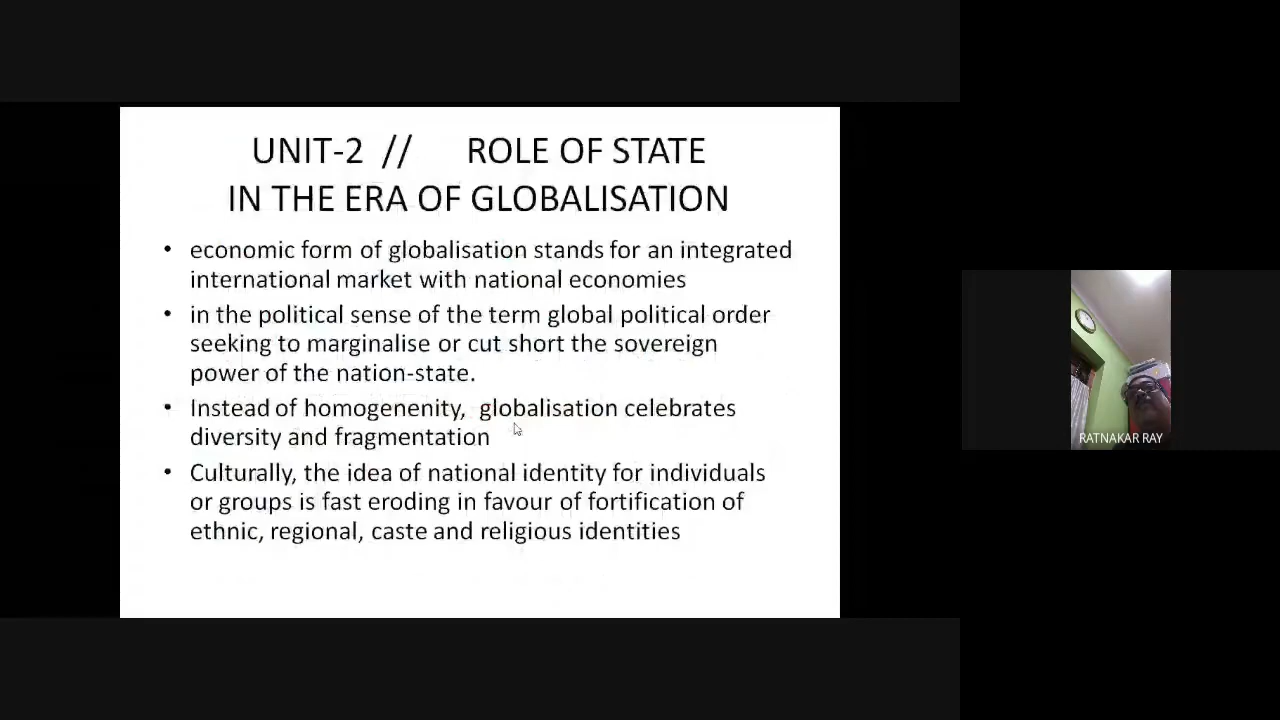 UNIT-2 // ROLE OF STATE
IN THE ERA OF GLOBALISATION
• economic form of globalisation stands for an integrated
international market with national economies
• in the political sense of the term global political order
seeking to marginalise or cut short the sovereign
power of the nation-state.
• Instead of homogenenity, globalisation celebrates
diversity and fragmentation
• Culturally, the idea of national identity for individuals
or groups is fast eroding in favour of fortification of
ethnic, regional, caste and religious identities
RATNAKAR RAY